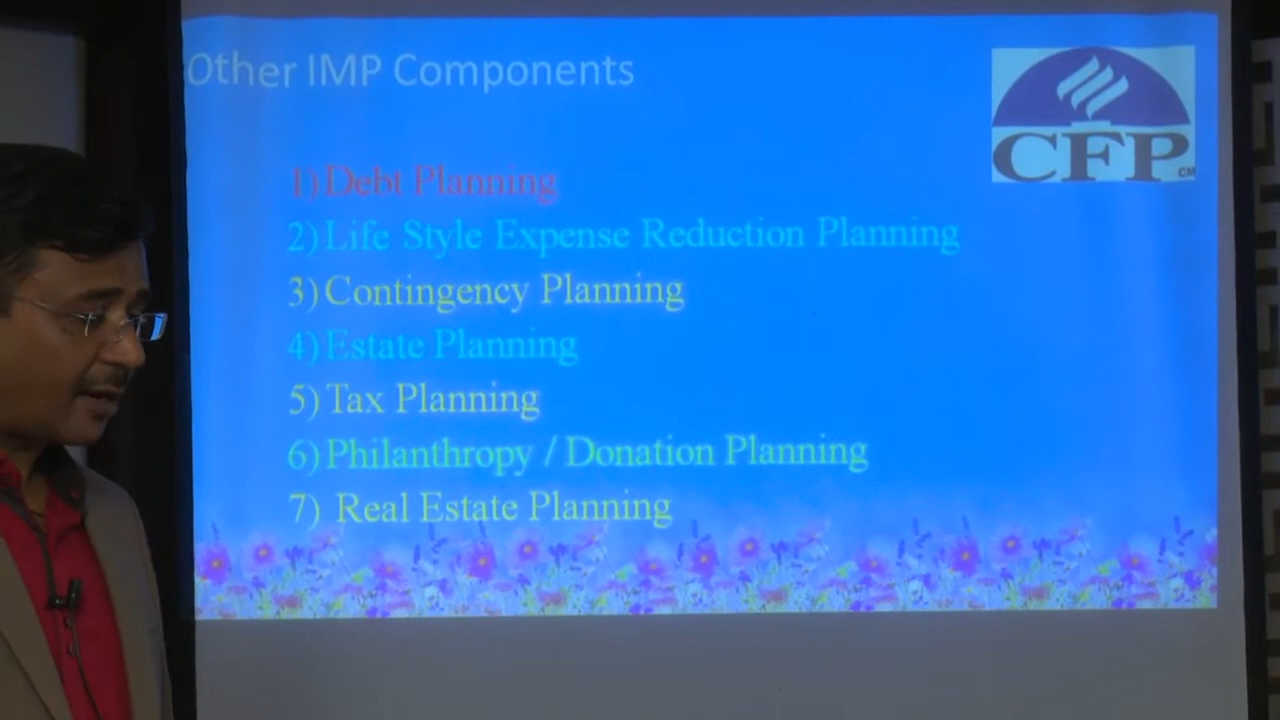 Other IMP Components
CFP
CM
1) Debt Planning
2) Life Style Expense Reduction Planning
3) Contingency Planning
4) Estate Planning
5) Tax Planning
6) Philanthropy / Donation Planning
7) Real Estate Planning